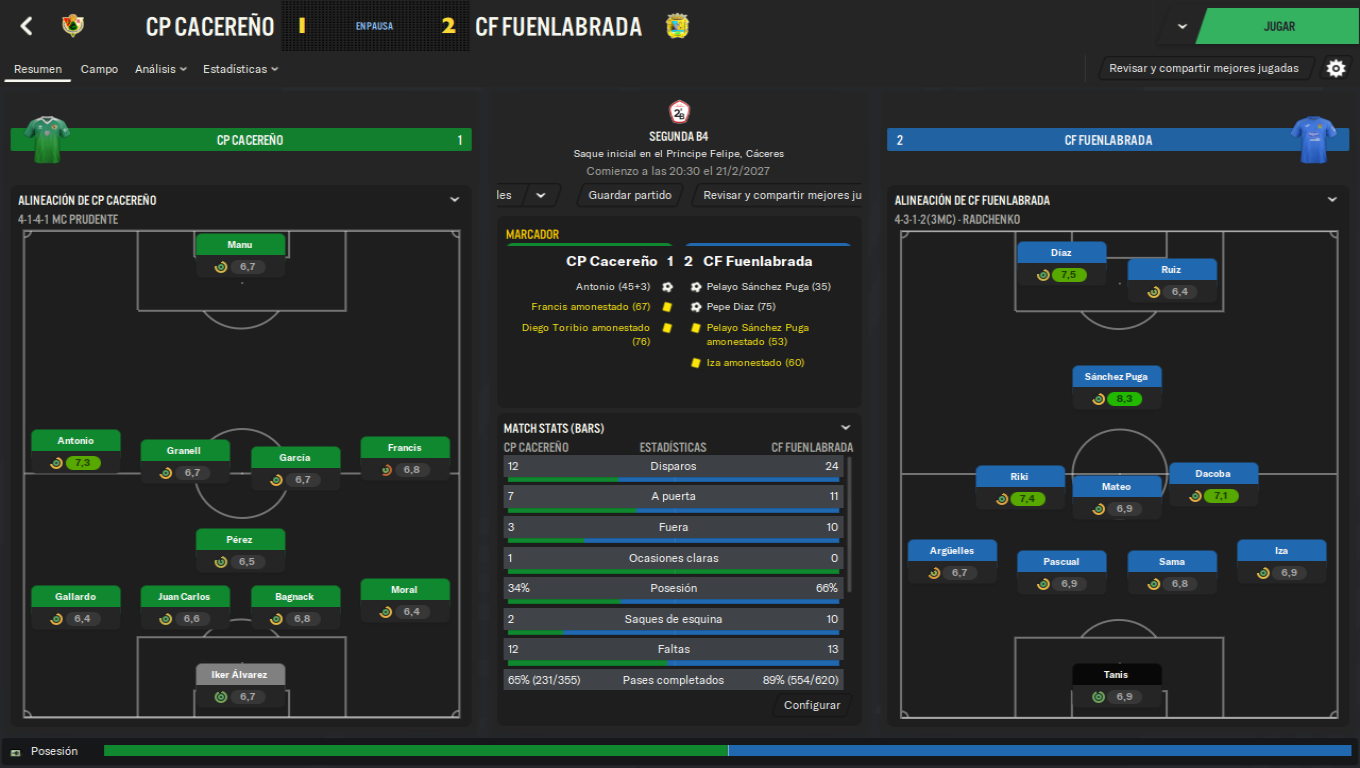 CP CACEREÑO 1 EN PAUSA 2 CF FUENLABRADA
JUGAR
Resumen Campo Análisis Estadísticas
Revisar y compartir mejores jugadas
CP CACEREÑO 1
ALINEACIÓN DE CP CACEREÑO
4-1-4-1 MC PRUDENTE
Manu
6,7
Antonio
7,3
Granell
6,7
García
6,7
Francis
6,8
Pérez
6,5
Gallardo
6,4
Juan Carlos
6,6
Bagnack
6,8
Moral
6,4
Iker Álvarez
6,7
2ªB
SEGUNDA B4
Saque inicial en el Príncipe Felipe, Cáceres
Comienzo a las 20:30 el 21/2/2027
les
Guardar partido
Revisar y compartir mejores ju
MARCADOR
CP Cacereño 1 2 CF Fuenlabrada
Antonio (45+3)
Pelayo Sánchez Puga (35)
Francis amonestado (67)
Pepe Díaz (75)
Diego Toribio amonestado
(76)
Pelayo Sánchez Puga
amonestado (53)
Iza amonestado (60)
MATCH STATS (BARS)
CP CACEREÑO ESTADÍSTICAS CF FUENLABRADA
12 Disparos 24
7 A puerta 11
3 Fuera 10
1 Ocasiones claras 0
34% Posesión 66%
2 Saques de esquina 10
12 Faltas 13
65% (231/355) Pases completados 89% (554/620)
Configurar
2 CF FUENLABRADA
ALINEACIÓN DE CF FUENLABRADA
4-3-1-2(3MC) - RADCHENKO
Díaz
7,5
Ruiz
6,4
Sánchez Puga
8,3
Riki
7,4
Mateo
6,9
Dacoba
7,1
Argüelles
6,7
Pascual
6,9
Sama
6,8
Iza
6,9
Tanis
6,9
Posesión